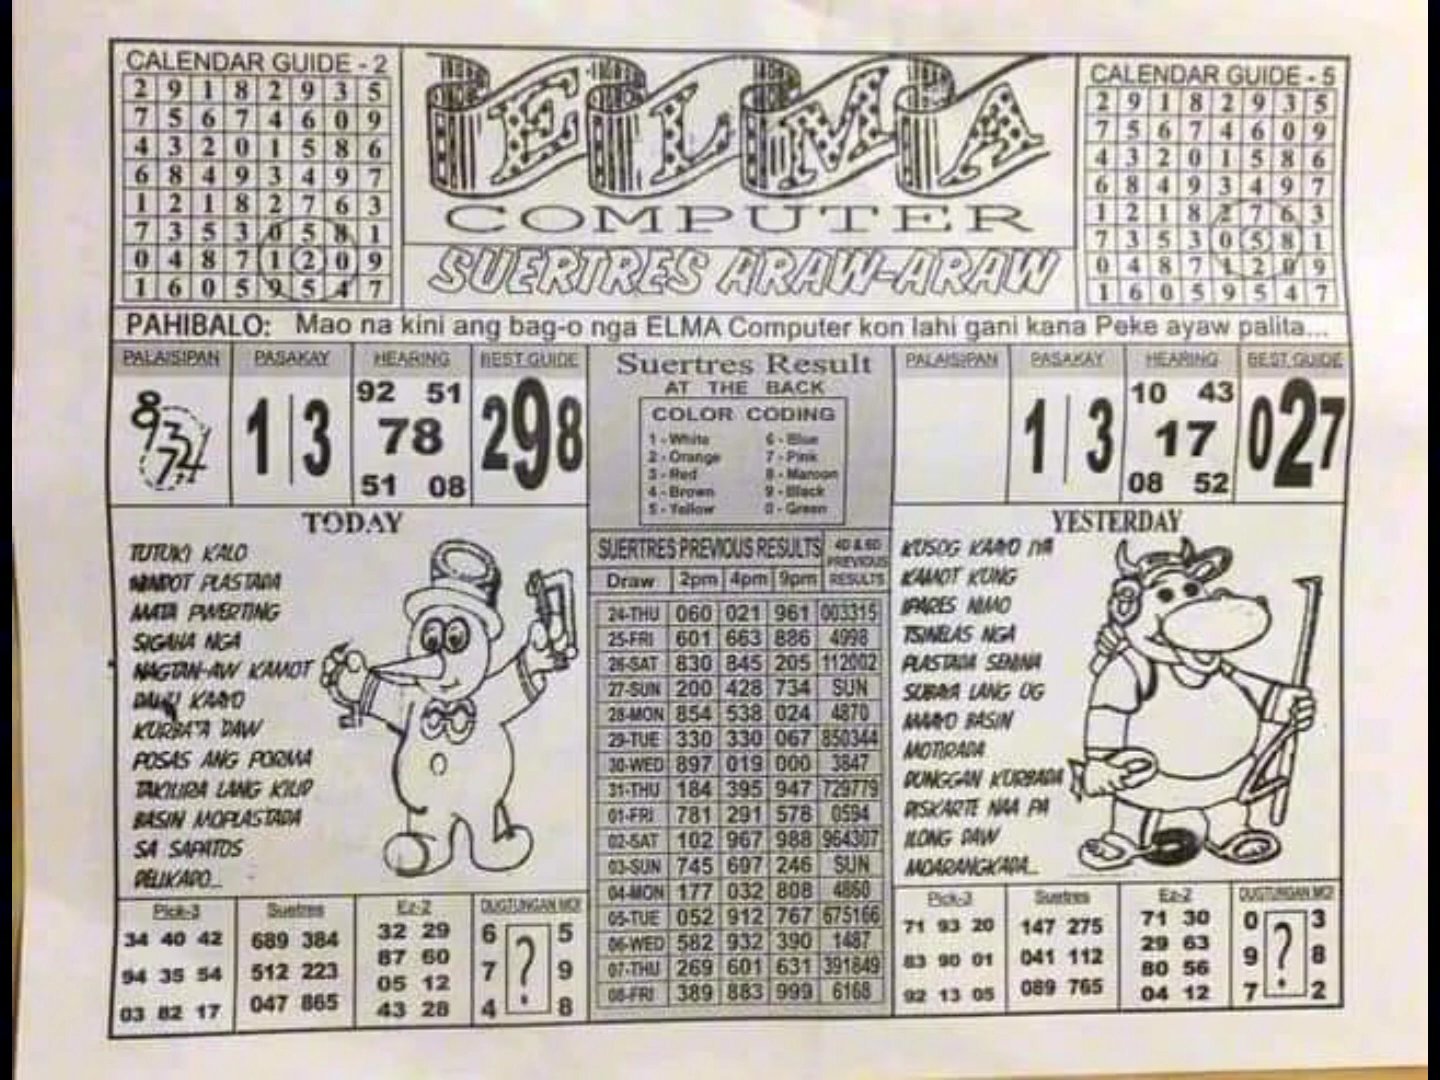 CALENDAR GUIDE - 2
2 9 1 8 2 9 3 5
7 5 6 7 4 6 0 9
4 3 2 0 1 5 8 6
6 8 4 9 3 4 9 7
1 2 1 8 2 7 6 3
7 3 5 3 0 5 8 1
0 4 8 7 1 2 0 9
1 6 0 5 9 5 4 7
ELMA
COMPUTER
SUERTRES ARAW-ARAW
CALENDAR GUIDE - 5
2 9 1 8 2 9 3 5
7 5 6 7 4 6 0 9
4 3 2 0 1 5 8 6
6 8 4 9 3 4 9 7
1 2 1 8 2 7 6 3
7 3 5 3 0 5 8 1
0 4 8 7 1 2 0 9
1 6 0 5 9 5 4 7
PAHIBALO: Mao na kini ang bag-o nga ELMA Computer kon lahi gani kana Peke ayaw palita...
PALAISIPAN PASAKAY HEARING BEST GUIDE
1 3
92 51
78
51 08
298
Suertres Result
AT THE BACK
COLOR CODING
1 - White 6 - Blue
2 - Orange 7 - Pink
3 - Red 8 - Maroon
4 - Brown 9 - Black
5 - Yellow 0 - Green
PALAISIPAN PASAKAY HEARING BEST GUIDE
1 3
10 43
17
08 52
027
TODAY
TUTUKI KALO
NINDOT PLASTADA
MATA PWERTING
SIGAHA NGA
NAGTAN-AW KAMOT
KAAYO
KURBATA DAW
POSAS ANG PORMA
TAKILIRA LANG KILID
BASIN MOPLASTADA
SA SAPATOS
DELIKADO...
SUERTRES PREVIOUS RESULTS 4D & 6D PREVIOUS RESULTS
Draw 2pm 4pm 9pm
24-THU 060 021 961 003315
25-FRI 601 663 886 4998
26-SAT 830 845 205 112002
27-SUN 200 428 734 SUN
28-MON 854 538 024 4870
29-TUE 330 330 067 850344
30-WED 897 019 000 3847
31-THU 184 395 947 729779
01-FRI 781 291 578 0594
02-SAT 102 967 988 964307
03-SUN 745 697 246 SUN
04-MON 177 032 808 4860
05-TUE 052 912 767 675166
06-WED 582 932 390 1487
07-THU 269 601 631 391849
08-FRI 389 883 999 6168
YESTERDAY
KUSOG KAAYO IYA
KAMOT KUNG
IPARES NIMO
TSINELAS NGA
PLASTADA SENINA
SUBAYA LANG UG
MAAYO BASIN
MOTIRADA
DUNGGAN KURBADA
DISKARTE NAA PA
ILONG DAW
MOARANGKADA...
Pick-3
34 40 42
94 35 54
03 82 17
Suetres
689 384
512 223
047 865
Ez-2
32 29
87 60
05 12
43 28
DUGTUNGAN MO!
6 ? 5
7 9
4 8
Pick-3
71 93 20
83 90 01
92 13 05
Suetres
147 275
041 112
089 765
Ez-2
71 30
29 63
80 56
04 12
DUGTUNGAN MO!
0 ? 3
9 8
7 2